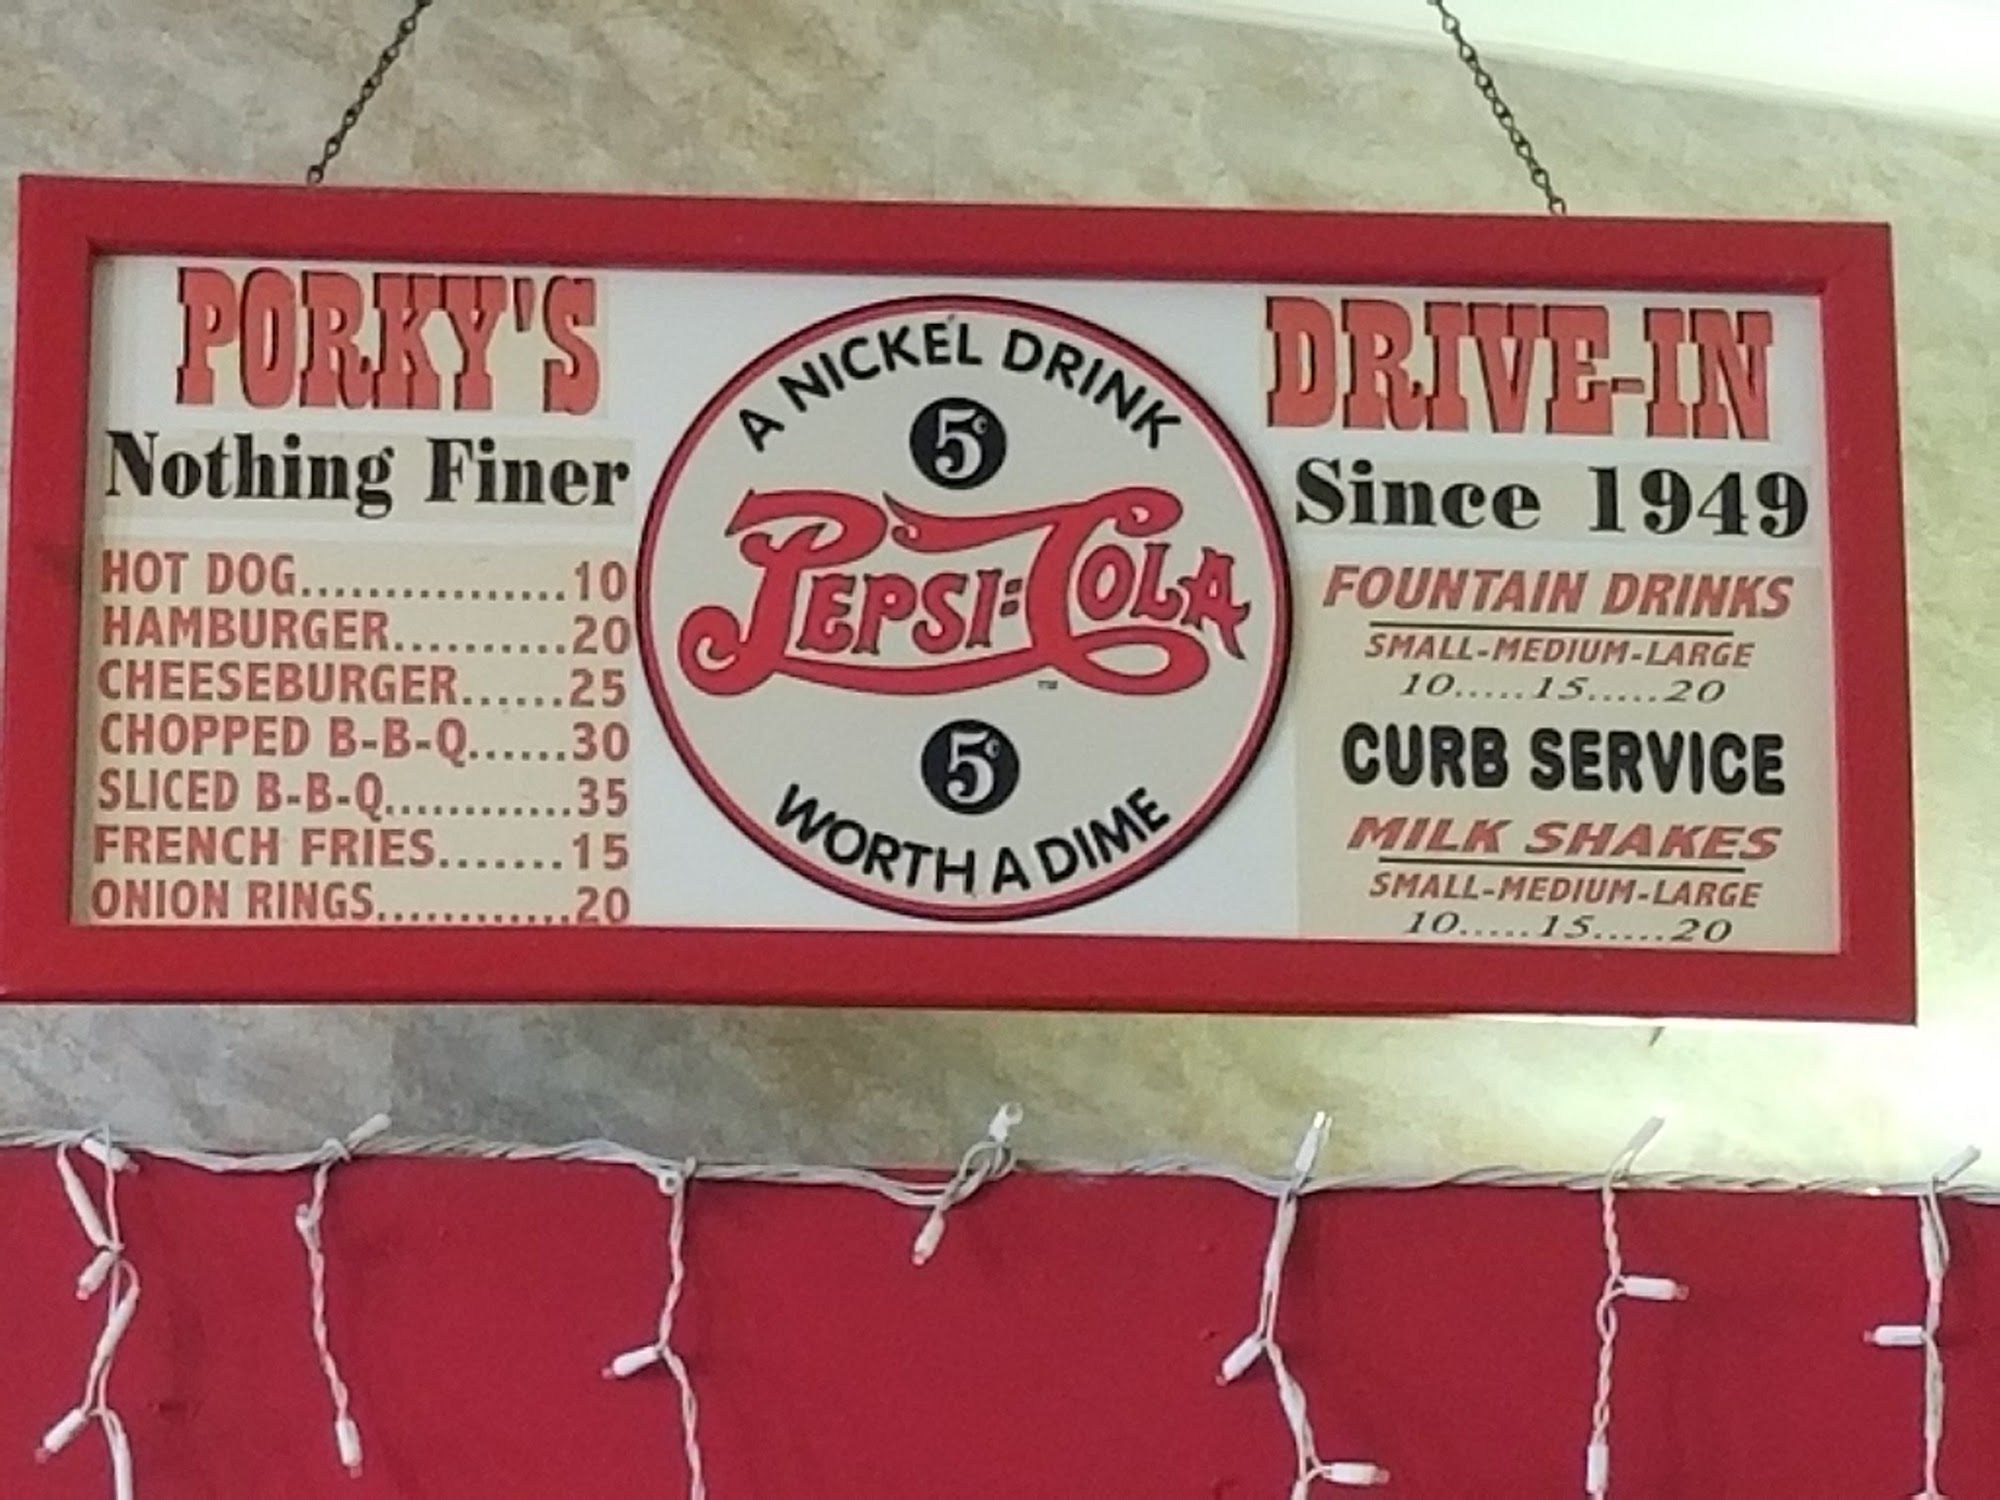 PORKY'S
Nothing Finer
HOT DOG................10
HAMBURGER..........20
CHEESEBURGER......25
CHOPPED B-B-Q......30
SLICED B-B-Q............35
FRENCH FRIES.......15
ONION RINGS............20
A NICKEL DRINK
5¢
PEPSI:COLA
™
5¢
WORTH A DIME
DRIVE-IN
Since 1949
FOUNTAIN DRINKS
SMALL-MEDIUM-LARGE
10.....15.....20
CURB SERVICE
MILK SHAKES
SMALL-MEDIUM-LARGE
10.....15.....20